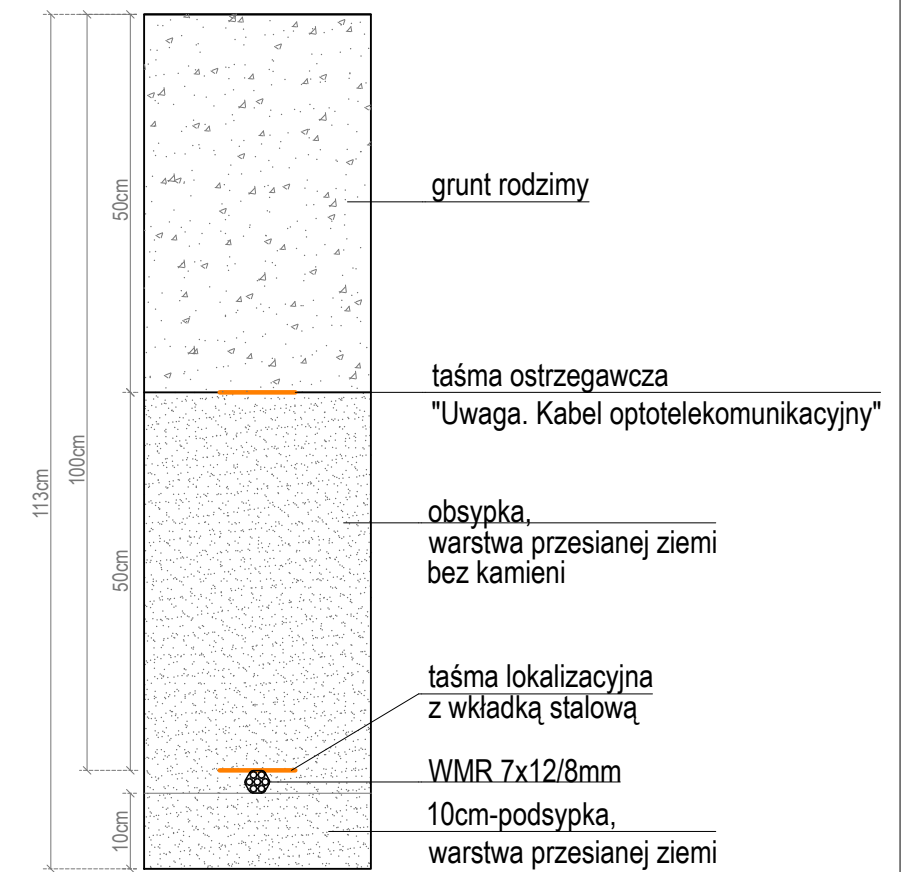 113cm
100cm
50cm
50cm
10cm
grunt rodzimy
taśma ostrzegawcza
"Uwaga. Kabel optotelekomunikacyjny"
obsypka,
warstwa przesianej ziemi
bez kamieni
taśma lokalizacyjna
z wkładką stalową
WMR 7x12/8mm
10cm-podsypka,
warstwa przesianej ziemi